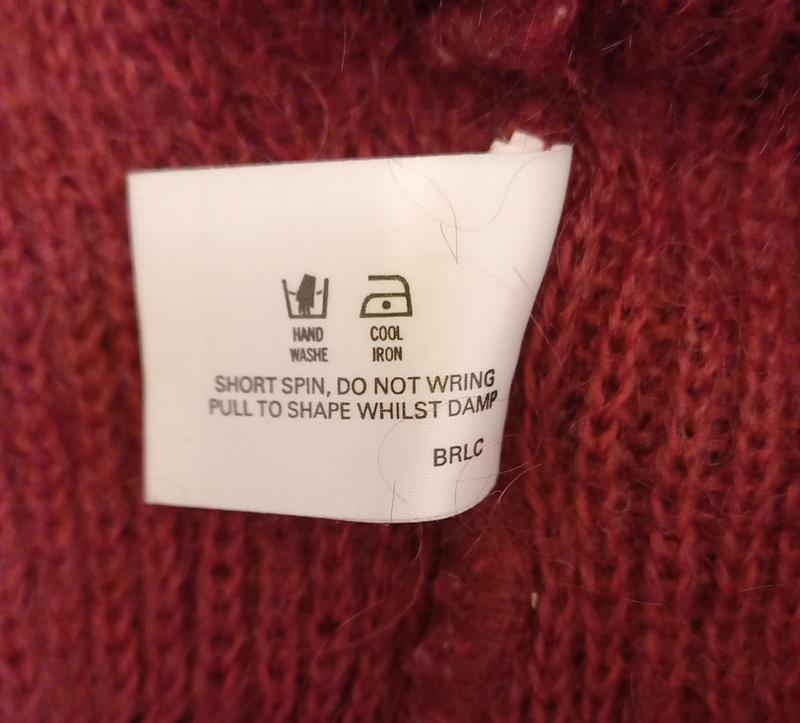 HAND COOL
WASHE IRON
SHORT SPIN, DO NOT WRING
PULL TO SHAPE WHILST DAMP
BRLC